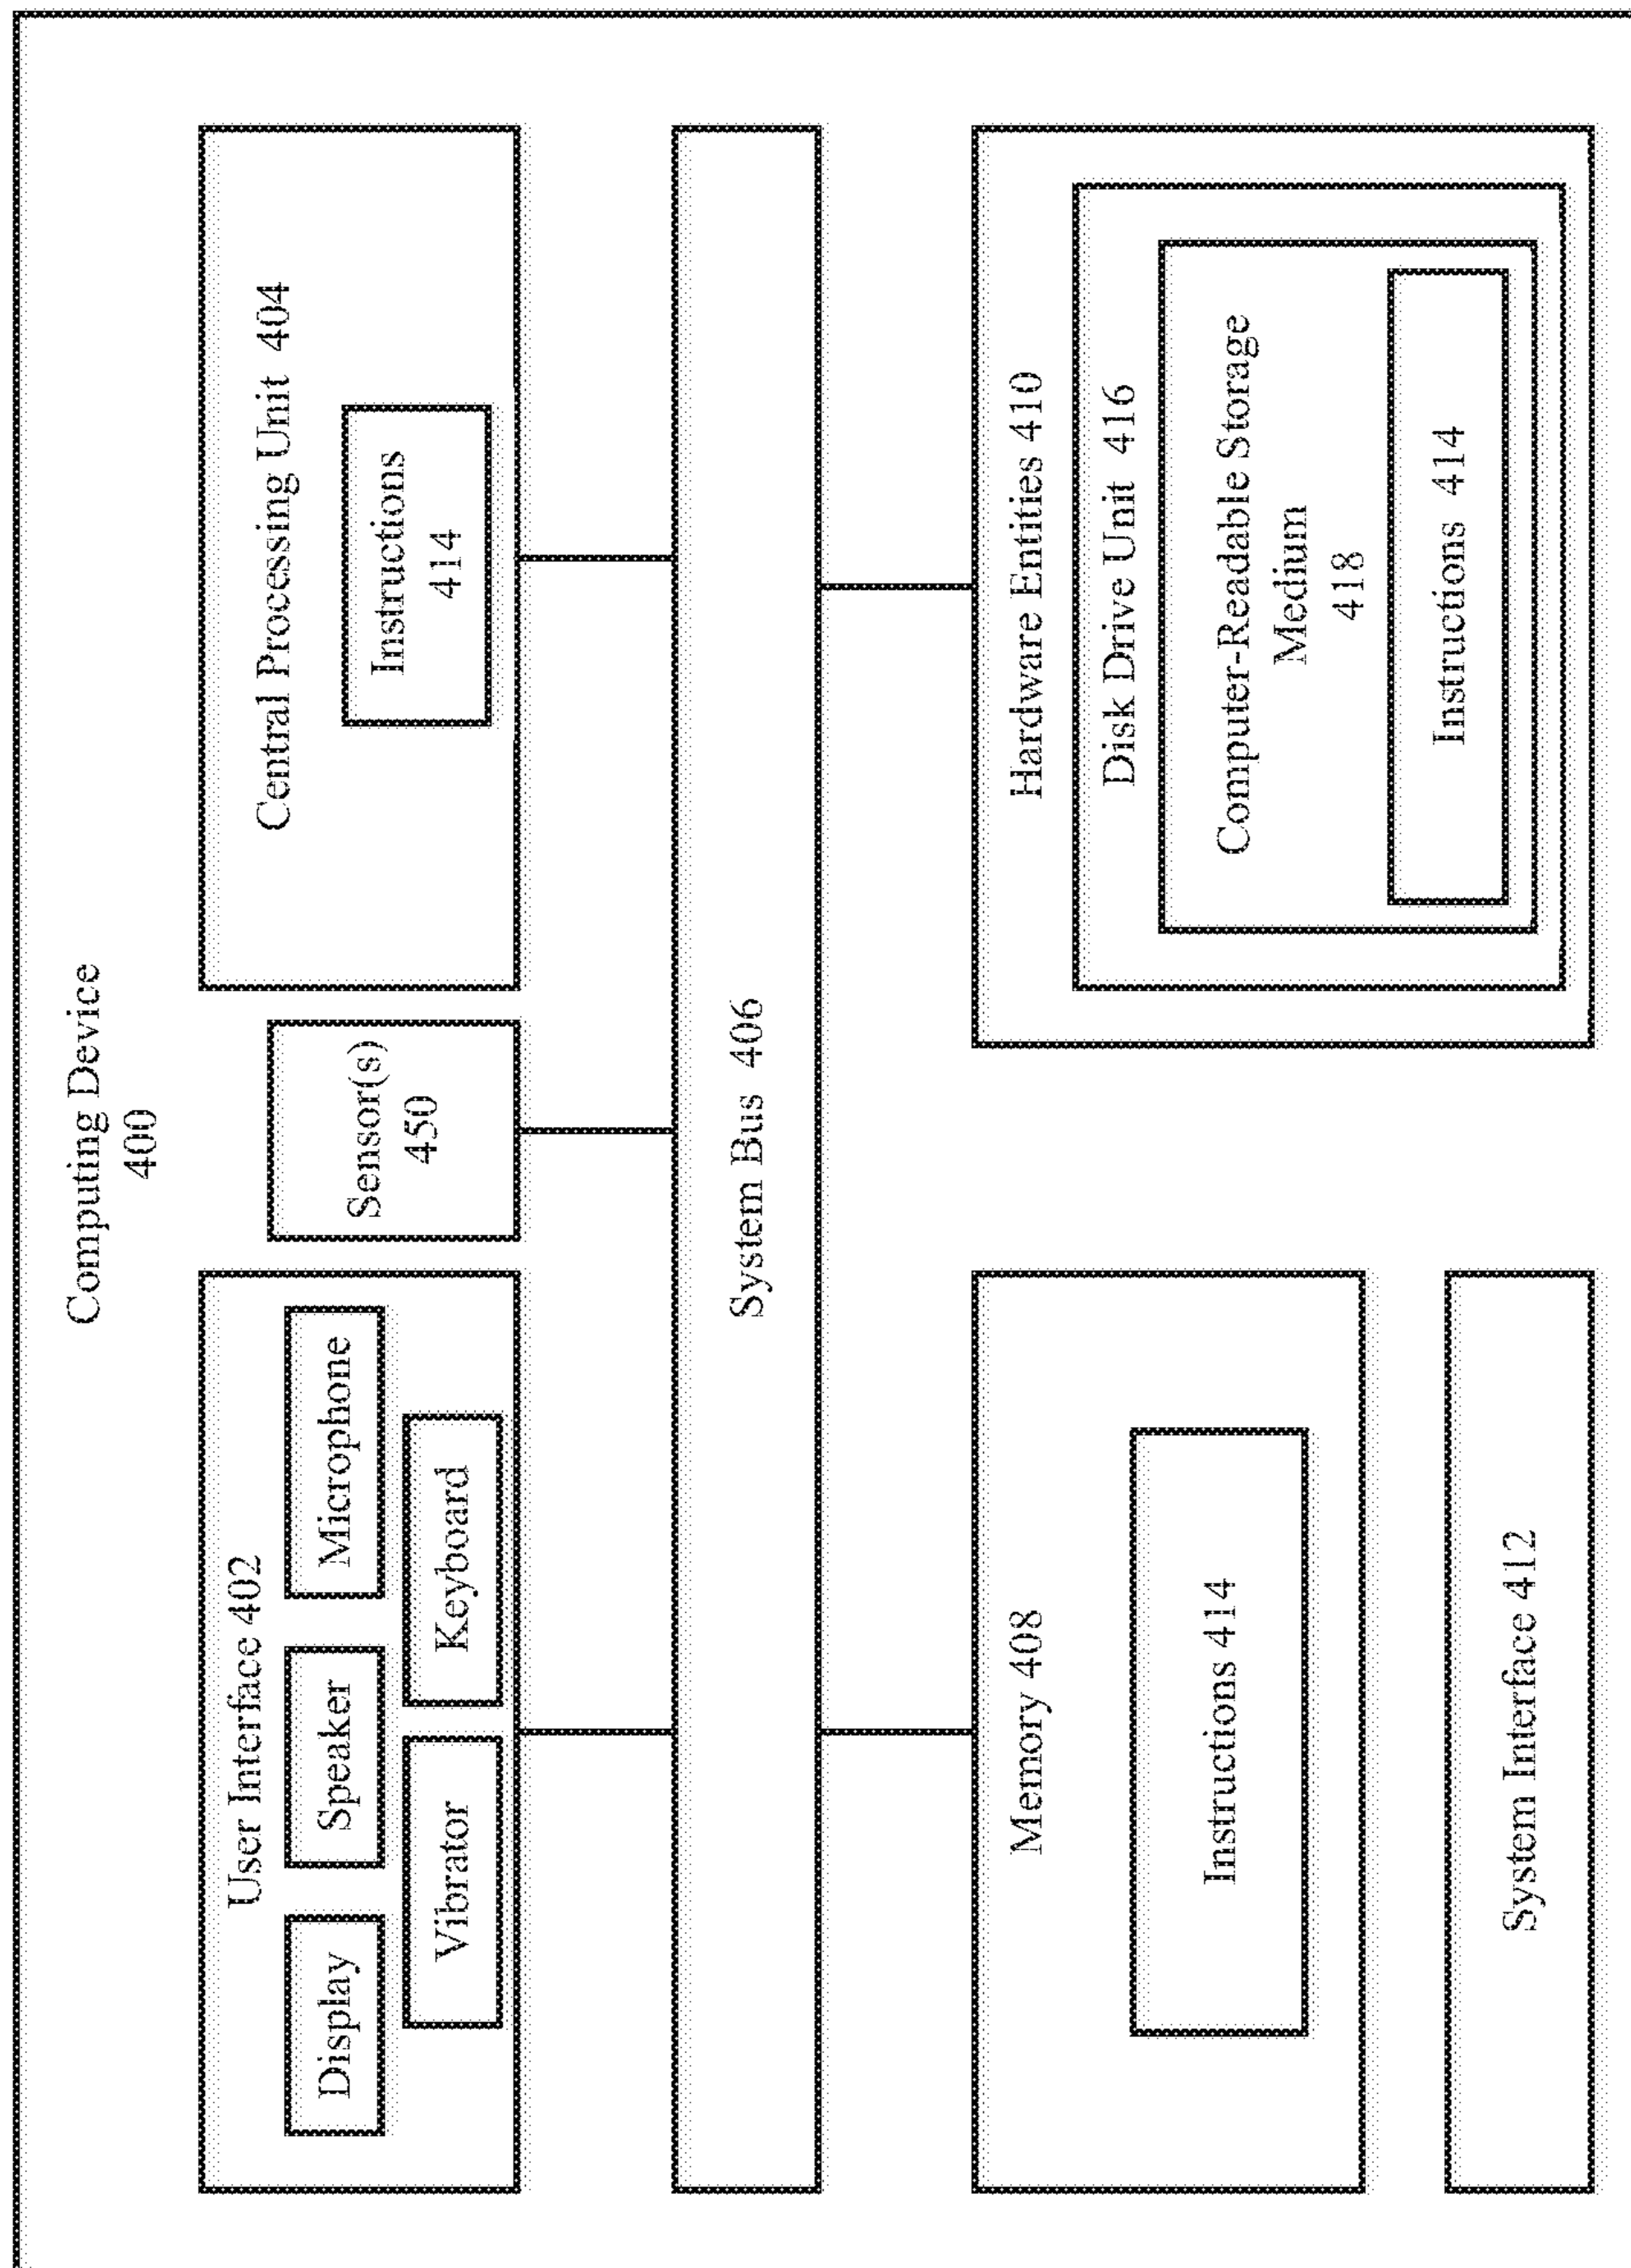 Computing Device
400
User Interface 402
Display
Speaker
Microphone
Vibrator
Keyboard
Sensor(s)
450
Central Processing Unit 404
Instructions
414
System Bus 406
Memory 408
Instructions 414
System Interface 412
Hardware Entities 410
Disk Drive Unit 416
Computer-Readable Storage
Medium
418
Instructions 414